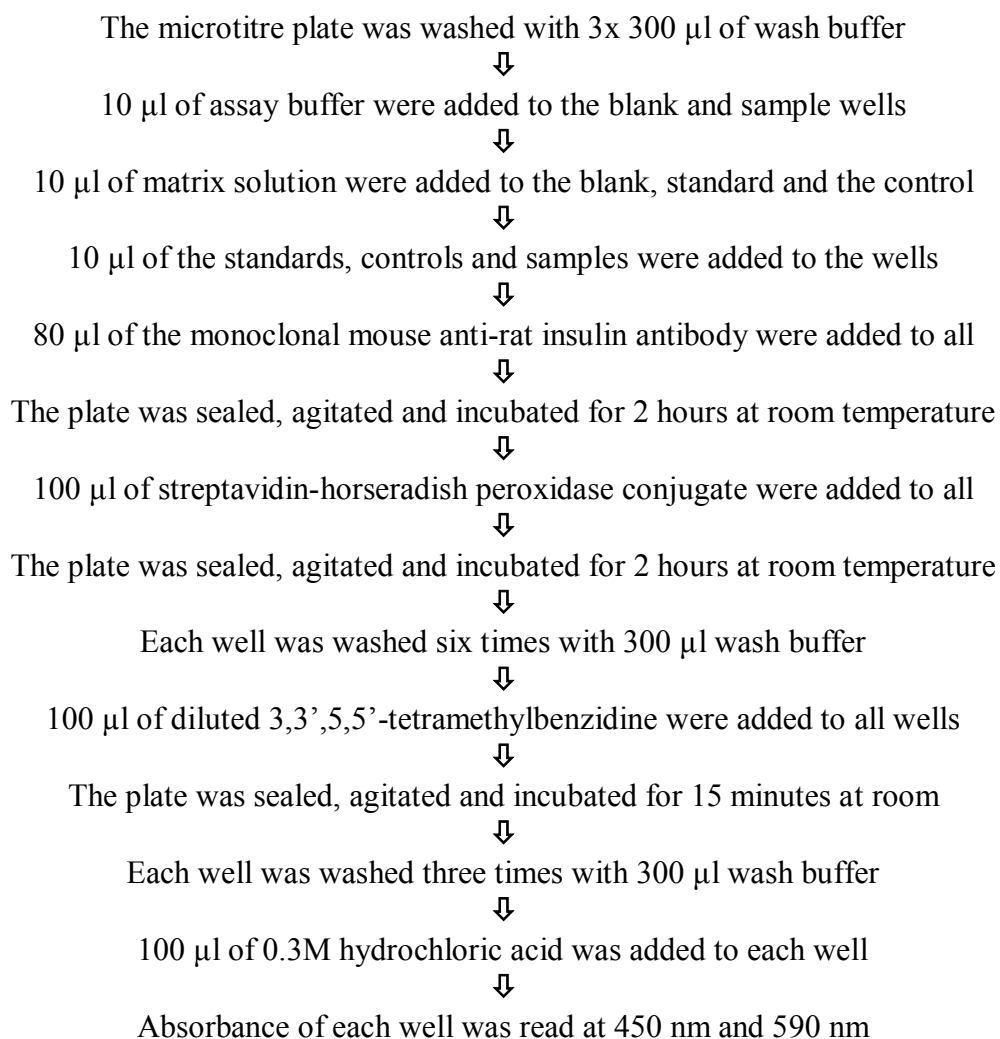 The microtitre plate was washed with 3x 300 µl of wash buffer
⇩
10 µl of assay buffer were added to the blank and sample wells
⇩
10 µl of matrix solution were added to the blank, standard and the control
⇩
10 µl of the standards, controls and samples were added to the wells
⇩
80 µl of the monoclonal mouse anti-rat insulin antibody were added to all
⇩
The plate was sealed, agitated and incubated for 2 hours at room temperature
⇩
100 µl of streptavidin-horseradish peroxidase conjugate were added to all
⇩
The plate was sealed, agitated and incubated for 2 hours at room temperature
⇩
Each well was washed six times with 300 µl wash buffer
⇩
100 µl of diluted 3,3’,5,5’-tetramethylbenzidine were added to all wells
⇩
The plate was sealed, agitated and incubated for 15 minutes at room
⇩
Each well was washed three times with 300 µl wash buffer
⇩
100 µl of 0.3M hydrochloric acid was added to each well
⇩
Absorbance of each well was read at 450 nm and 590 nm